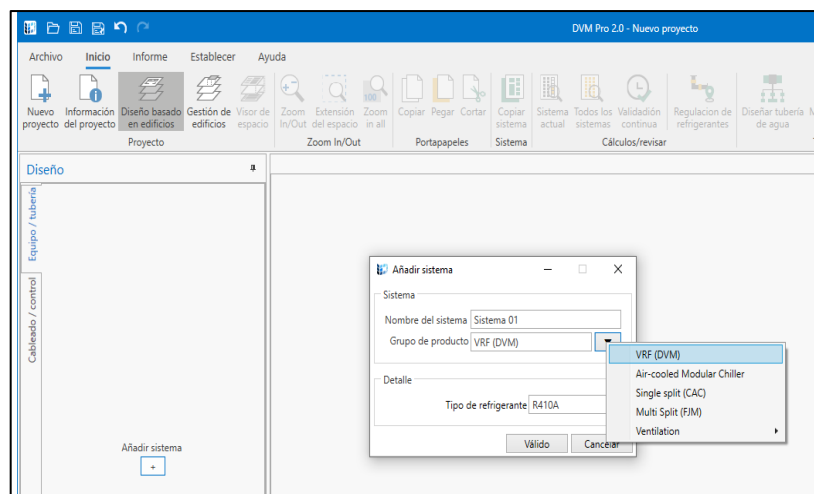 DVM Pro 2.0 - Nuevo proyecto
Archivo Inicio Informe Establecer Ayuda
Nuevo proyecto
Información del proyecto
Diseño basado en edificios
Gestión de edificios
Visor de espacio
Zoom In/Out
Extensión del espacio
Zoom in all
100
Copiar Pegar Cortar
Copiar sistema
Sistema actual
Todos los sistemas
Validadión continua
Regulacion de refrigerantes
Diseñar tubería de agua
M
Proyecto Zoom In/Out Portapapeles Sistema Cálculos/revisar
Diseño
Equipo / tubería
Cableado / control
Añadir sistema
+
Añadir sistema
Sistema
Nombre del sistema Sistema 01
Grupo de producto VRF (DVM)
Detalle
Tipo de refrigerante R410A
Válido Cancelar
VRF (DVM)
Air-cooled Modular Chiller
Single split (CAC)
Multi Split (FJM)
Ventilation